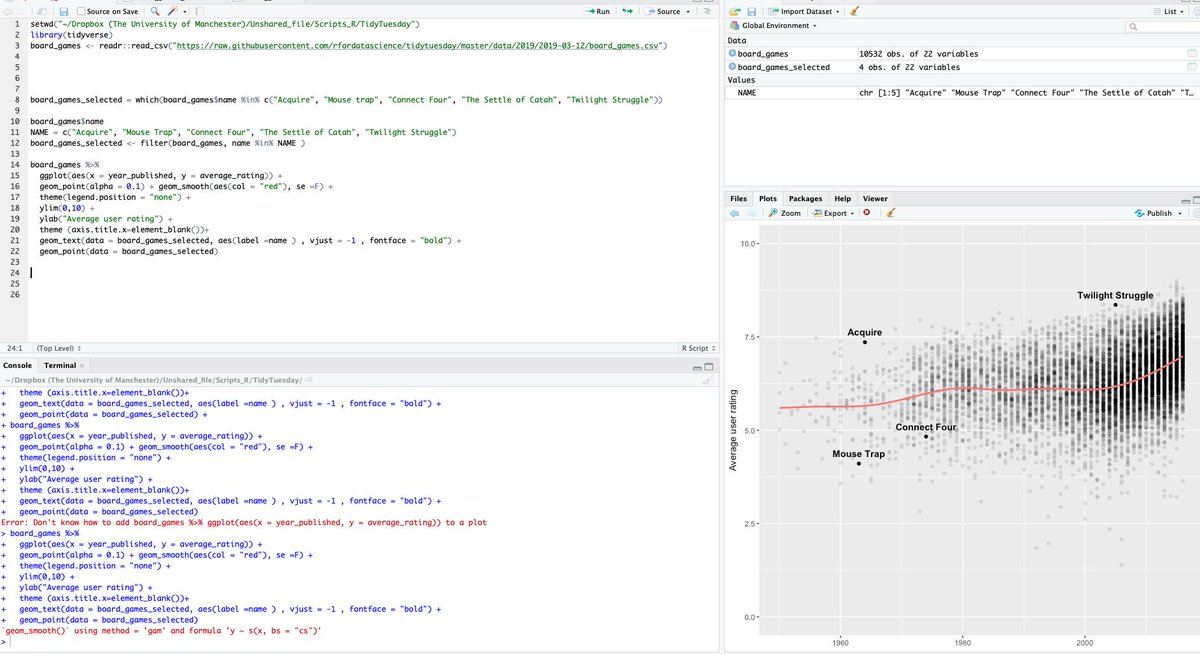 Source on Save
Run
Source
1 setwd("~/Dropbox (The University of Manchester)/Unshared_file/Scripts_R/TidyTuesday")
2 library(tidyverse)
3 board_games <- readr::read_csv("https://raw.githubusercontent.com/rfordatascience/tidytuesday/master/data/2019/2019-03-12/board_games.csv")
4
5
6
7
8 board_games_selected = which(board_games$name %in% c("Acquire", "Mouse trap", "Connect Four", "The Settle of Catah", "Twilight Struggle"))
9
10 board_games$name
11 NAME = c("Acquire", "Mouse Trap", "Connect Four", "The Settle of Catah", "Twilight Struggle")
12 board_games_selected <- filter(board_games, name %in% NAME )
13
14 board_games %>%
15 ggplot(aes(x = year_published, y = average_rating)) +
16 geom_point(alpha = 0.1) + geom_smooth(aes(col = "red"), se =F) +
17 theme(legend.position = "none") +
18 ylim(0,10) +
19 ylab("Average user rating") +
20 theme (axis.title.x=element_blank())+
21 geom_text(data = board_games_selected, aes(label =name ) , vjust = -1 , fontface = "bold") +
22 geom_point(data = board_games_selected)
23
24
25
26
24:1 (Top Level) R Script
Console Terminal
~/Dropbox (The University of Manchester)/Unshared_file/Scripts_R/TidyTuesday/
+ theme (axis.title.x=element_blank())+
+ geom_text(data = board_games_selected, aes(label =name ) , vjust = -1 , fontface = "bold") +
+ geom_point(data = board_games_selected) +
+ board_games %>%
+ ggplot(aes(x = year_published, y = average_rating)) +
+ geom_point(alpha = 0.1) + geom_smooth(aes(col = "red"), se =F) +
+ theme(legend.position = "none") +
+ ylim(0,10) +
+ ylab("Average user rating") +
+ theme (axis.title.x=element_blank())+
+ geom_text(data = board_games_selected, aes(label =name ) , vjust = -1 , fontface = "bold") +
+ geom_point(data = board_games_selected)
Error: Don't know how to add board_games %>% ggplot(aes(x = year_published, y = average_rating)) to a plot
> board_games %>%
+ ggplot(aes(x = year_published, y = average_rating)) +
+ geom_point(alpha = 0.1) + geom_smooth(aes(col = "red"), se =F) +
+ theme(legend.position = "none") +
+ ylim(0,10) +
+ ylab("Average user rating") +
+ theme (axis.title.x=element_blank())+
+ geom_text(data = board_games_selected, aes(label =name ) , vjust = -1 , fontface = "bold") +
+ geom_point(data = board_games_selected)
`geom_smooth()` using method = 'gam' and formula 'y ~ s(x, bs = "cs")'
>
Import Dataset
List
Global Environment
Data
board_games 10532 obs. of 22 variables
board_games_selected 4 obs. of 22 variables
Values
NAME chr [1:5] "Acquire" "Mouse Trap" "Connect Four" "The Settle of Catah" "T…
Files Plots Packages Help Viewer
Zoom Export Publish
10.0
Twilight Struggle
7.5
Acquire
5.0
Connect Four
Mouse Trap
Average user rating
2.5
0.0
1960 1980 2000